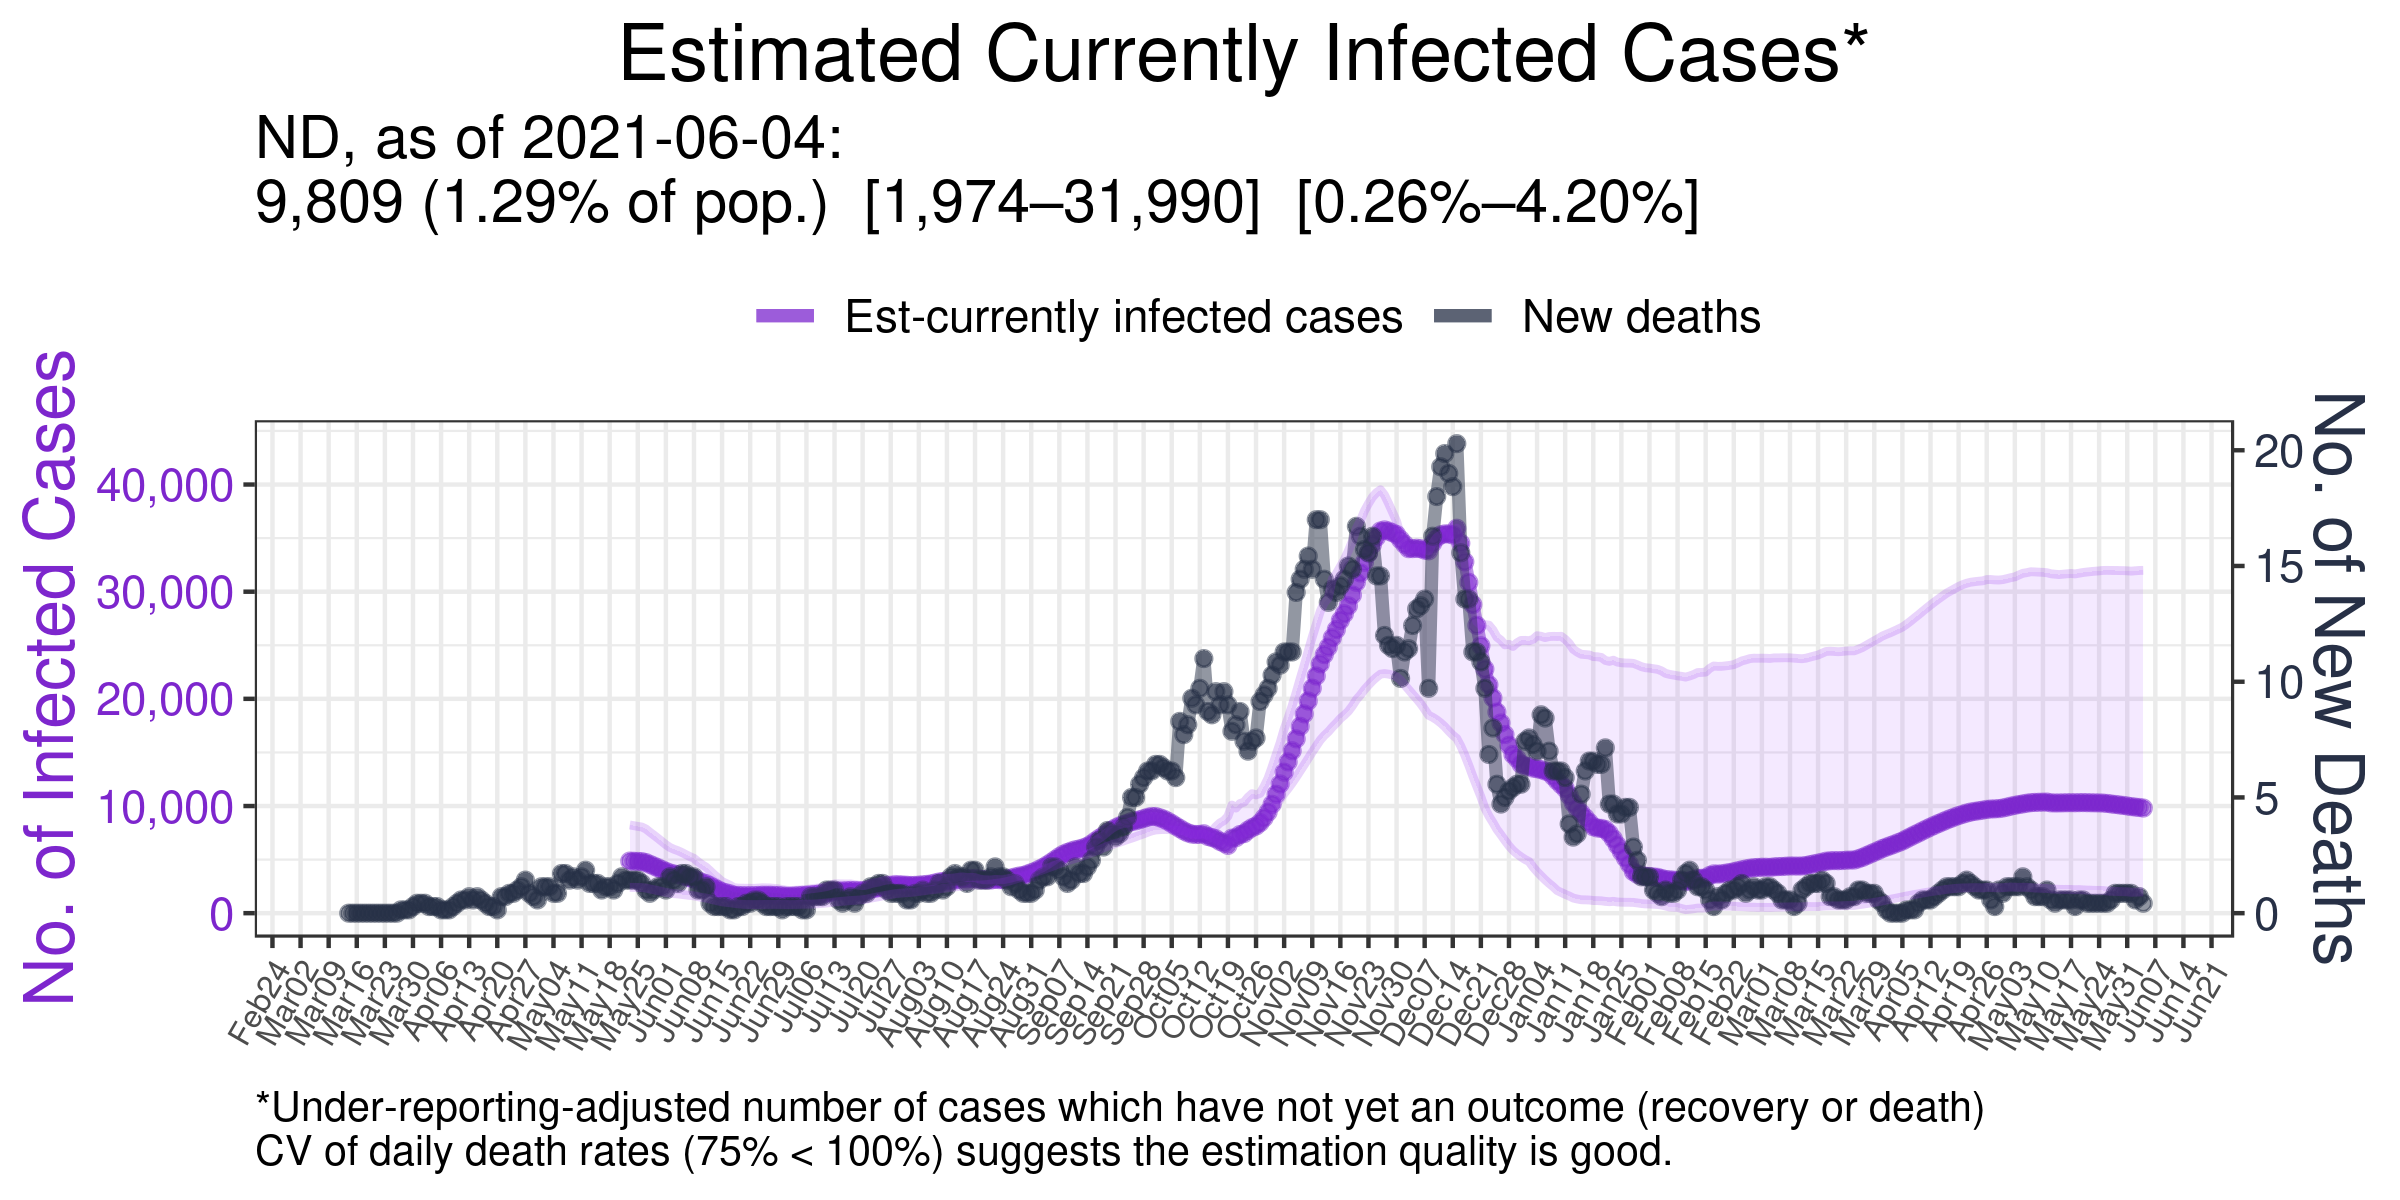 Estimated Currently Infected Cases*
ND, as of 2021-06-04:
9,809 (1.29% of pop.)  [1,974–31,990]  [0.26%–4.20%]
Est-currently infected cases
New deaths
No. of Infected Cases
40,000
30,000
20,000
10,000
0
20
15
10
5
0
No. of New Deaths
Feb24
Mar02
Mar09
Mar16
Mar23
Mar30
Apr06
Apr13
Apr20
Apr27
May04
May11
May18
May25
Jun01
Jun08
Jun15
Jun22
Jun29
Jul06
Jul13
Jul20
Jul27
Aug03
Aug10
Aug17
Aug24
Aug31
Sep07
Sep14
Sep21
Sep28
Oct05
Oct12
Oct19
Oct26
Nov02
Nov09
Nov16
Nov23
Nov30
Dec07
Dec14
Dec21
Dec28
Jan04
Jan11
Jan18
Jan25
Feb01
Feb08
Feb15
Feb22
Mar01
Mar08
Mar15
Mar22
Mar29
Apr05
Apr12
Apr19
Apr26
May03
May10
May17
May24
May31
Jun07
Jun14
Jun21
*Under-reporting-adjusted number of cases which have not yet an outcome (recovery or death)
CV of daily death rates (75% < 100%) suggests the estimation quality is good.